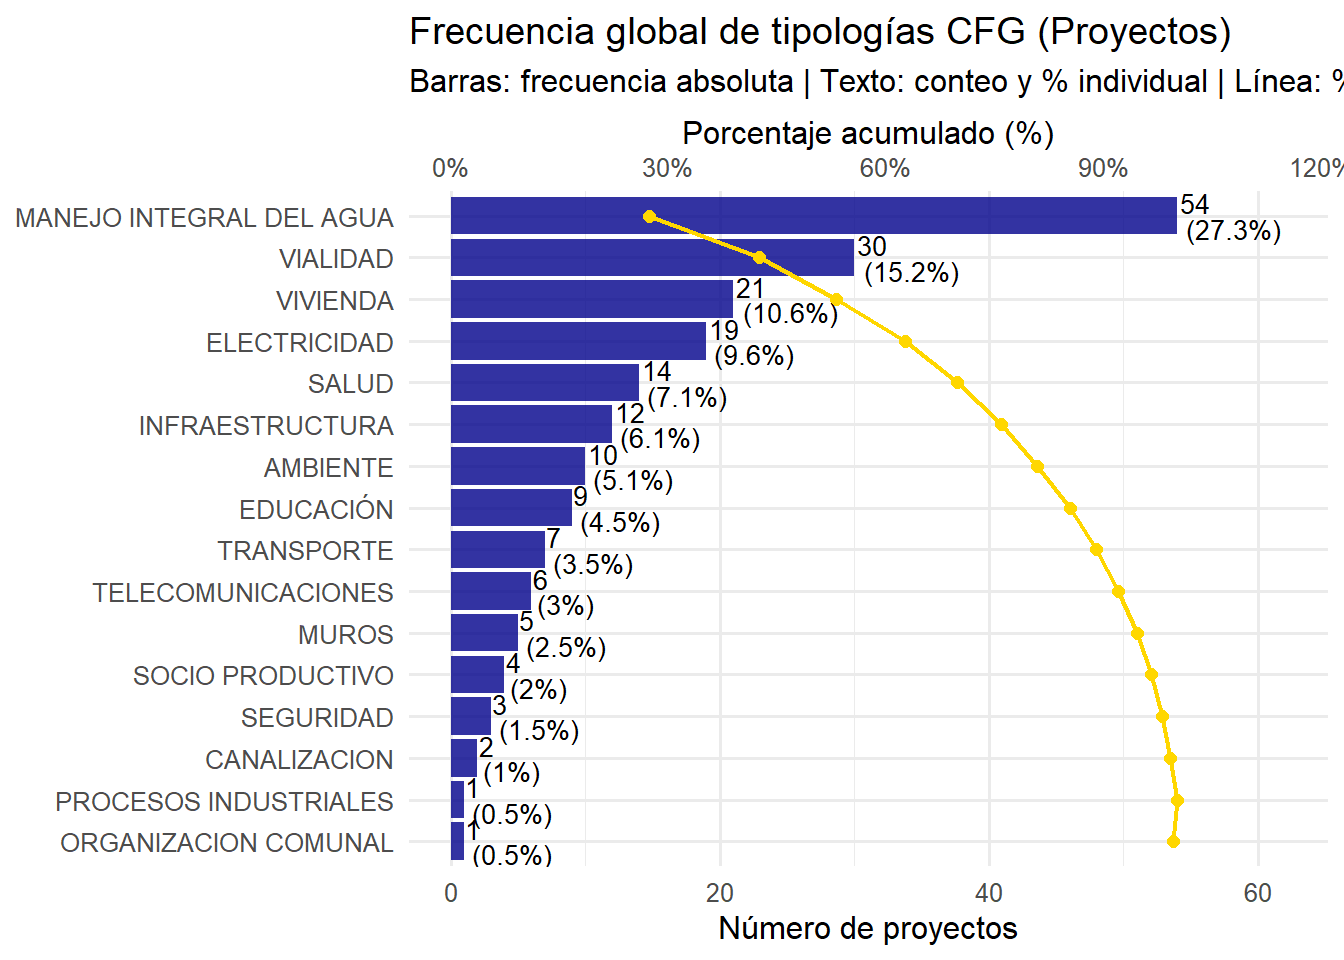 Frecuencia global de tipologías CFG (Proyectos)
Barras: frecuencia absoluta | Texto: conteo y % individual | Línea: %
Porcentaje acumulado (%)
0% 30% 60% 90% 120%
MANEJO INTEGRAL DEL AGUA 54
(27.3%)
VIALIDAD 30
(15.2%)
VIVIENDA 21
(10.6%)
ELECTRICIDAD 19
(9.6%)
SALUD 14
(7.1%)
INFRAESTRUCTURA 12
(6.1%)
AMBIENTE 10
(5.1%)
EDUCACIÓN 9
(4.5%)
TRANSPORTE 7
(3.5%)
TELECOMUNICACIONES 6
(3%)
MUROS 5
(2.5%)
SOCIO PRODUCTIVO 4
(2%)
SEGURIDAD 3
(1.5%)
CANALIZACION 2
(1%)
PROCESOS INDUSTRIALES 1
(0.5%)
ORGANIZACION COMUNAL 1
(0.5%)
0 20 40 60
Número de proyectos